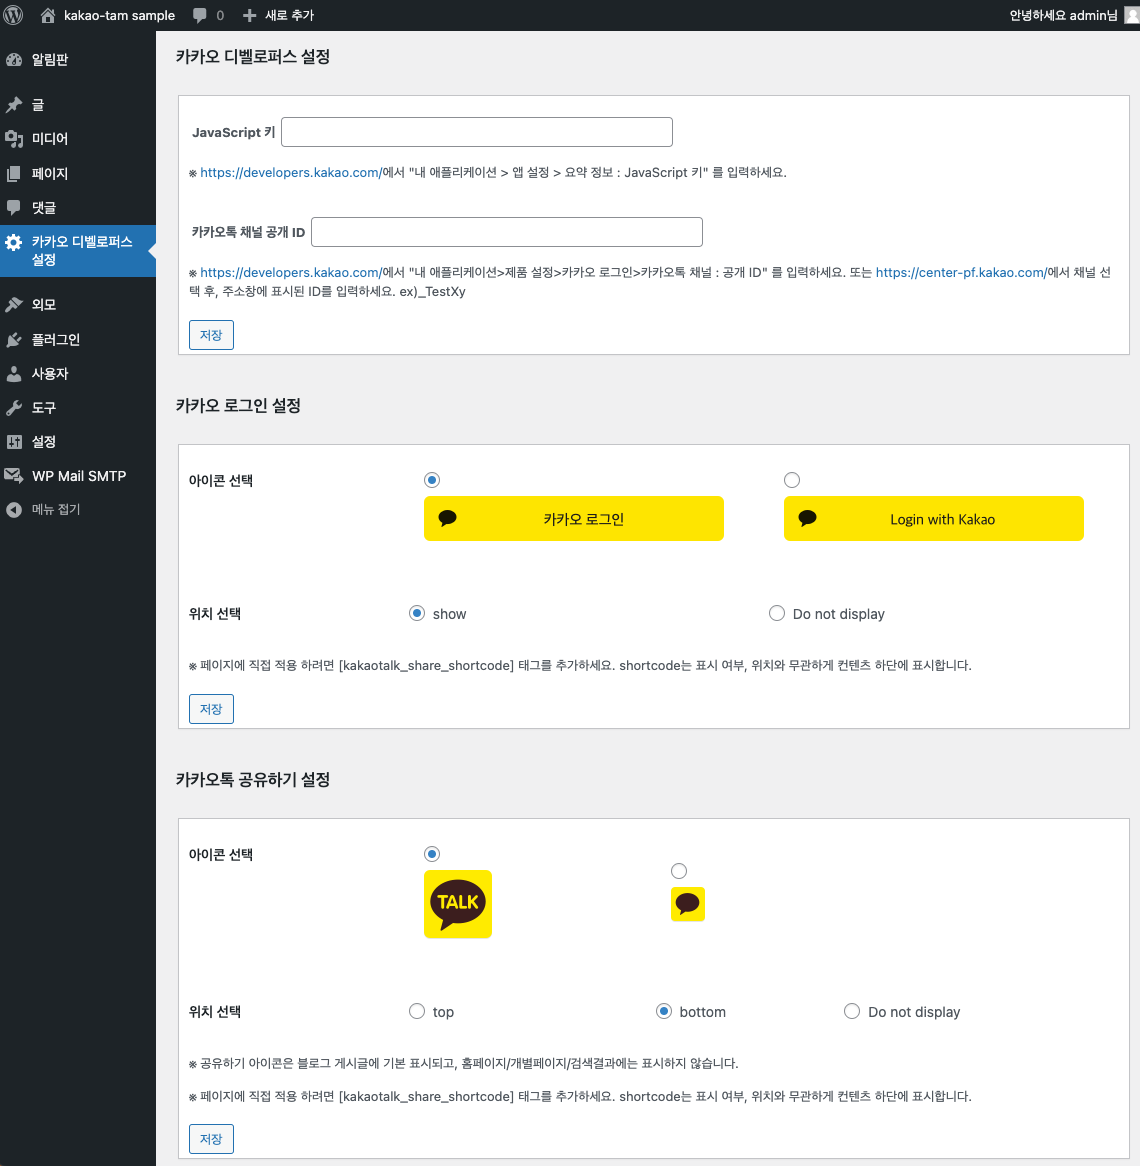 kakao-tam sample 0 새로 추가 안녕하세요 admin님
알림판
글
미디어
페이지
댓글
카카오 디벨로퍼스
설정
외모
플러그인
사용자
도구
설정
WP Mail SMTP
메뉴 접기
카카오 디벨로퍼스 설정
JavaScript 키
※ https://developers.kakao.com/에서 "내 애플리케이션 > 앱 설정 > 요약 정보 : JavaScript 키" 를 입력하세요.
카카오톡 채널 공개 ID
※ https://developers.kakao.com/에서 "내 애플리케이션>제품 설정>카카오 로그인>카카오톡 채널 : 공개 ID" 를 입력하세요. 또는 https://center-pf.kakao.com/에서 채널 선
택 후, 주소창에 표시된 ID를 입력하세요. ex)_TestXy
저장
카카오 로그인 설정
아이콘 선택
카카오 로그인 Login with Kakao
위치 선택 show Do not display
※ 페이지에 직접 적용 하려면 [kakaotalk_share_shortcode] 태그를 추가하세요. shortcode는 표시 여부, 위치와 무관하게 컨텐츠 하단에 표시합니다.
저장
카카오톡 공유하기 설정
아이콘 선택
TALK
위치 선택 top bottom Do not display
※ 공유하기 아이콘은 블로그 게시글에 기본 표시되고, 홈페이지/개별페이지/검색결과에는 표시하지 않습니다.
※ 페이지에 직접 적용 하려면 [kakaotalk_share_shortcode] 태그를 추가하세요. shortcode는 표시 여부, 위치와 무관하게 컨텐츠 하단에 표시합니다.
저장